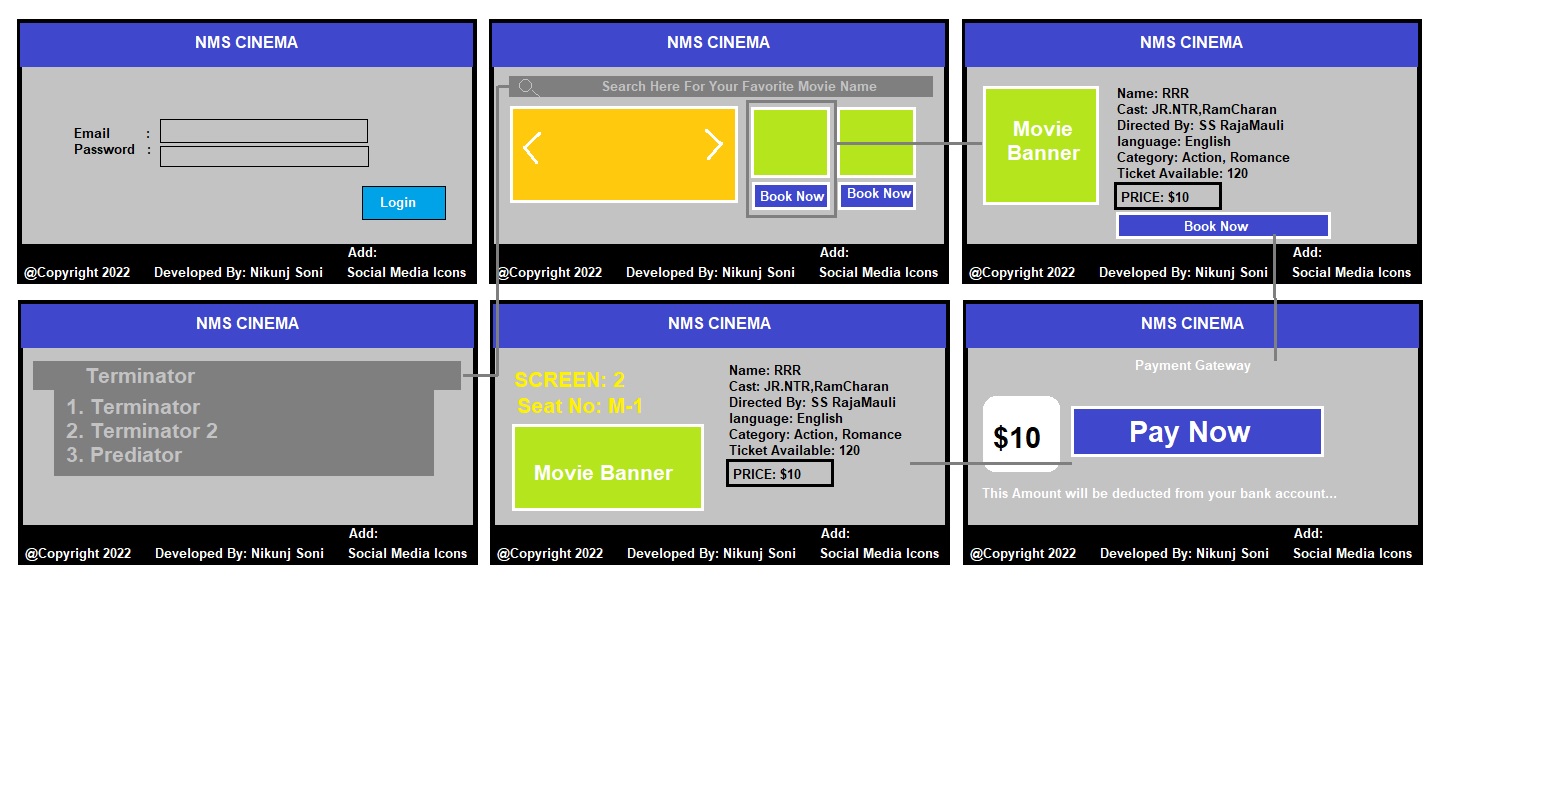 NMS CINEMA
Email :
Password :
Login
Add:
@Copyright 2022 Developed By: Nikunj Soni Social Media Icons
NMS CINEMA
Search Here For Your Favorite Movie Name
Book Now
Book Now
Add:
@Copyright 2022 Developed By: Nikunj Soni Social Media Icons
NMS CINEMA
Movie
Banner
Name: RRR
Cast: JR.NTR,RamCharan
Directed By: SS RajaMauli
language: English
Category: Action, Romance
Ticket Available: 120
PRICE: $10
Book Now
Add:
@Copyright 2022 Developed By: Nikunj Soni Social Media Icons
NMS CINEMA
Terminator
1. Terminator
2. Terminator 2
3. Prediator
Add:
@Copyright 2022 Developed By: Nikunj Soni Social Media Icons
NMS CINEMA
SCREEN: 2
Seat No: M-1
Movie Banner
Name: RRR
Cast: JR.NTR,RamCharan
Directed By: SS RajaMauli
language: English
Category: Action, Romance
Ticket Available: 120
PRICE: $10
Add:
@Copyright 2022 Developed By: Nikunj Soni Social Media Icons
NMS CINEMA
Payment Gateway
$10
Pay Now
This Amount will be deducted from your bank account...
Add:
@Copyright 2022 Developed By: Nikunj Soni Social Media Icons